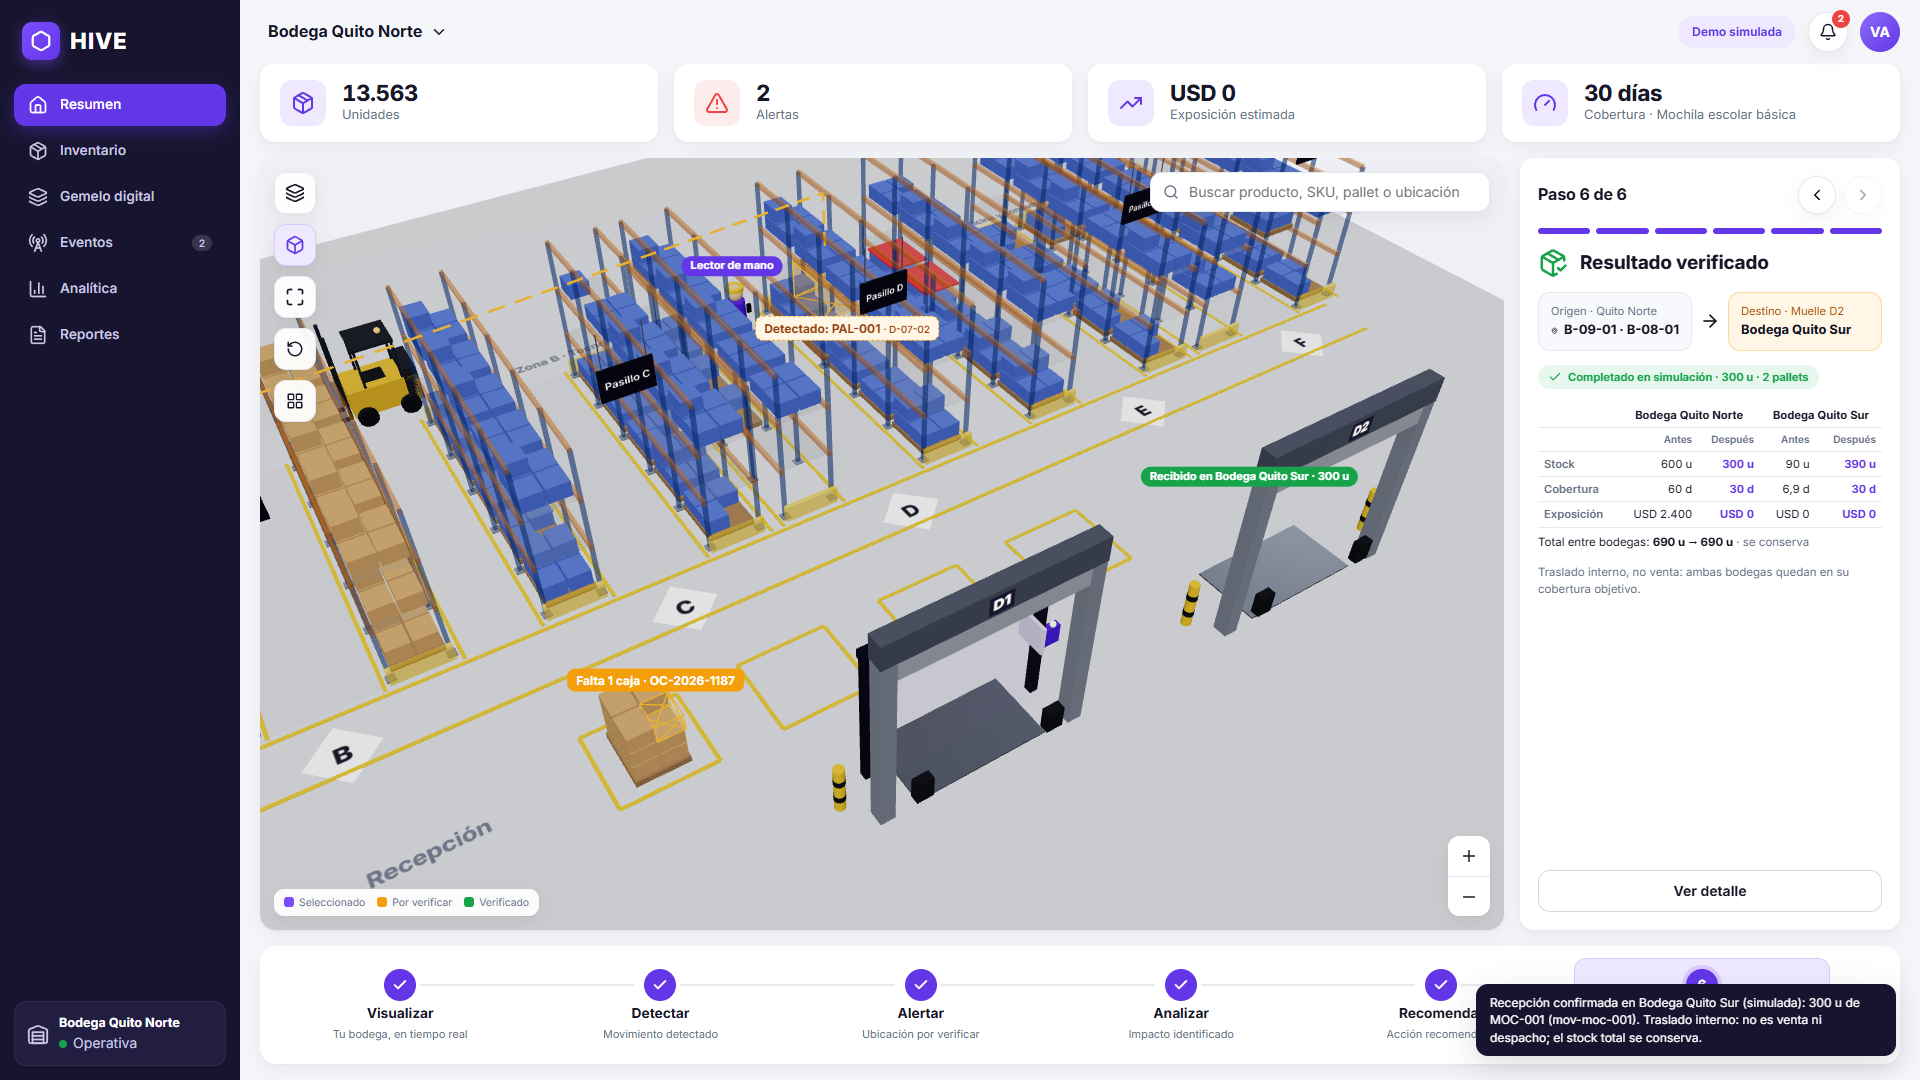 HIVE
Resumen
Inventario
Gemelo digital
Eventos
2
Analítica
Reportes
Bodega Quito Norte
Operativa
Bodega Quito Norte
Demo simulada
2
VA
13.563
Unidades
2
Alertas
USD 0
Exposición estimada
30 días
Cobertura · Mochila escolar básica
Buscar producto, SKU, pallet o ubicación
Pasillo
Lector de mano
Pasillo D
Detectado: PAL-001 · D-07-02
Zona B ·
Pasillo C
F
E
D2
Recibido en Bodega Quito Sur · 300 u
D
D1
C
Falta 1 caja · OC-2026-1187
B
Recepción
Seleccionado
Por verificar
Verificado
Paso 6 de 6
Resultado verificado
Origen · Quito Norte
B-09-01 · B-08-01
Destino · Muelle D2
Bodega Quito Sur
Completado en simulación · 300 u · 2 pallets
Bodega Quito Norte Bodega Quito Sur
Antes Después Antes Después
Stock 600 u 300 u 90 u 390 u
Cobertura 60 d 30 d 6,9 d 30 d
Exposición USD 2.400 USD 0 USD 0 USD 0
Total entre bodegas: 690 u → 690 u · se conserva
Traslado interno, no venta: ambas bodegas quedan en su
cobertura objetivo.
Ver detalle
Visualizar
Tu bodega, en tiempo real
Detectar
Movimiento detectado
Alertar
Ubicación por verificar
Analizar
Impacto identificado
Recomenda
Acción recomend
Recepción confirmada en Bodega Quito Sur (simulada): 300 u de
MOC-001 (mov-moc-001). Traslado interno: no es venta ni
despacho; el stock total se conserva.